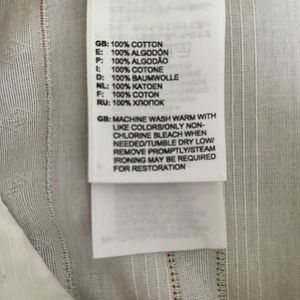 GB: 100% COTTON
E: 100% ALGODÓN
P: 100% ALGODÃO
I: 100% COTONE
D: 100% BAUMWOLLE
NL: 100% KATOEN
F: 100% COTON
RU: 100% ХЛОПОК
GB: MACHINE WASH WARM WITH
LIKE COLORS/ONLY NON-
CHLORINE BLEACH WHEN
NEEDED/TUMBLE DRY LOW/
REMOVE PROMPTLY/STEAM
IRONING MAY BE REQUIRED
FOR RESTORATION